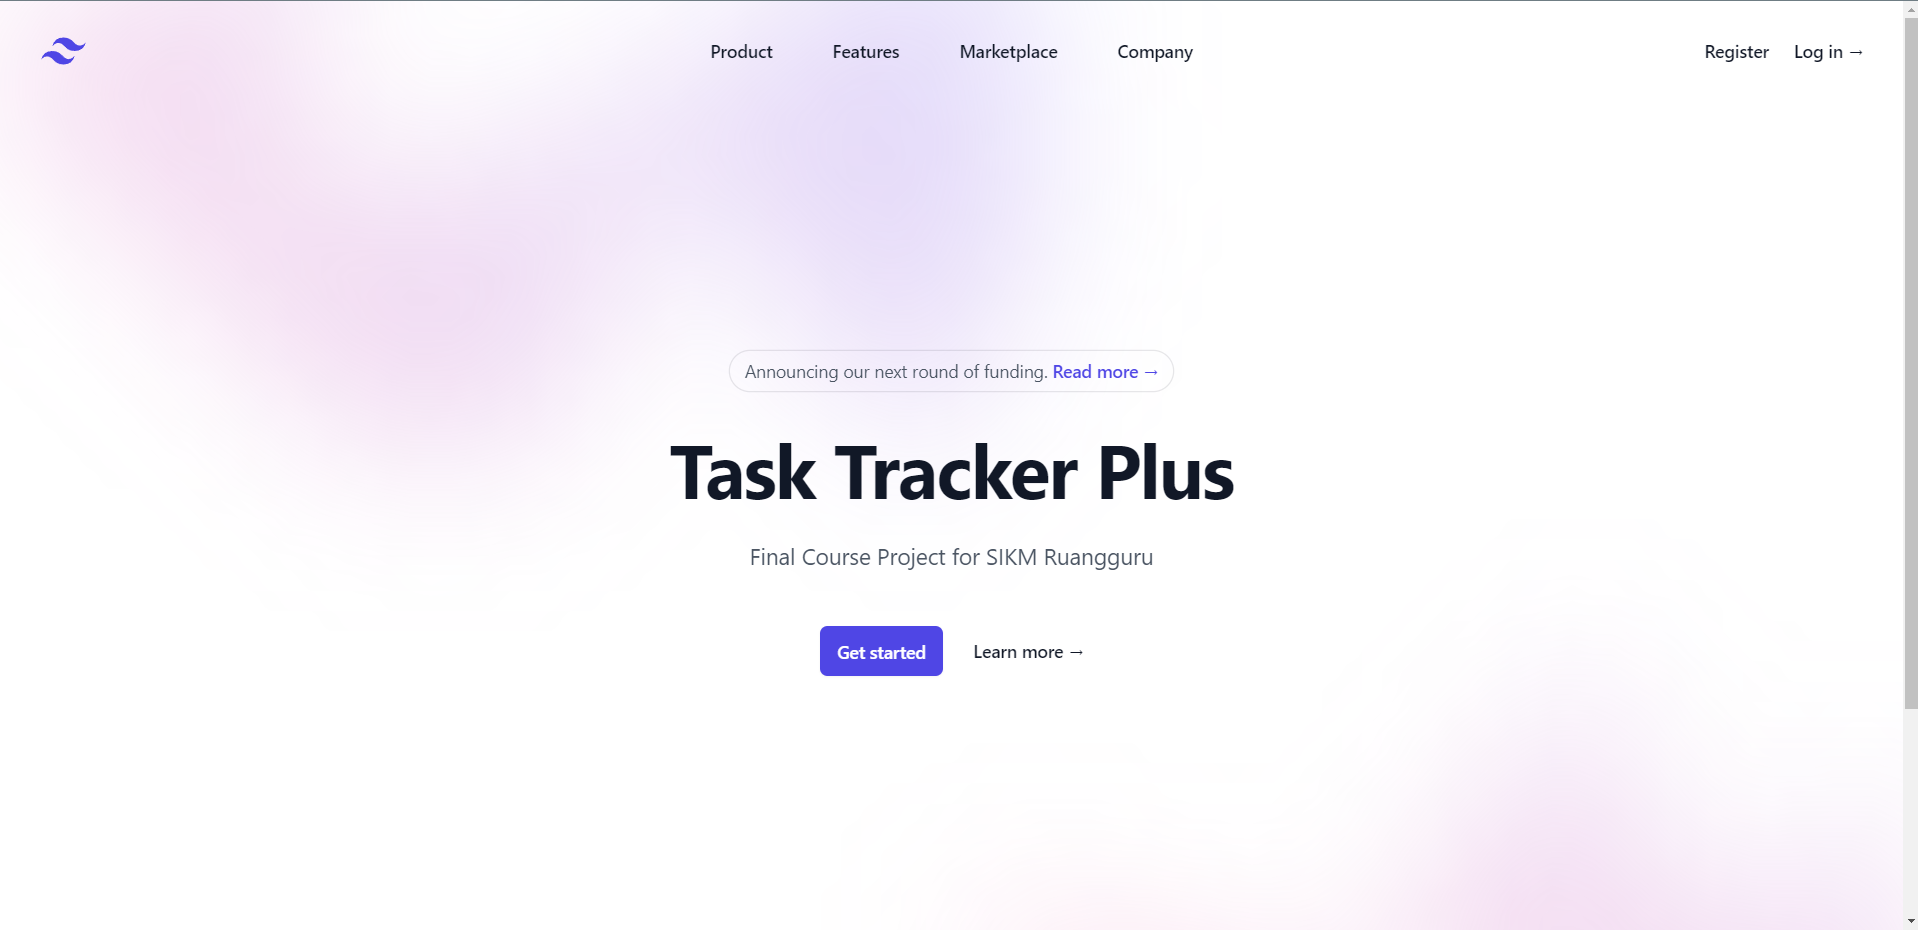 Product Features Marketplace Company Register Log in →
Announcing our next round of funding. Read more →
Task Tracker Plus
Final Course Project for SIKM Ruangguru
Get started Learn more →